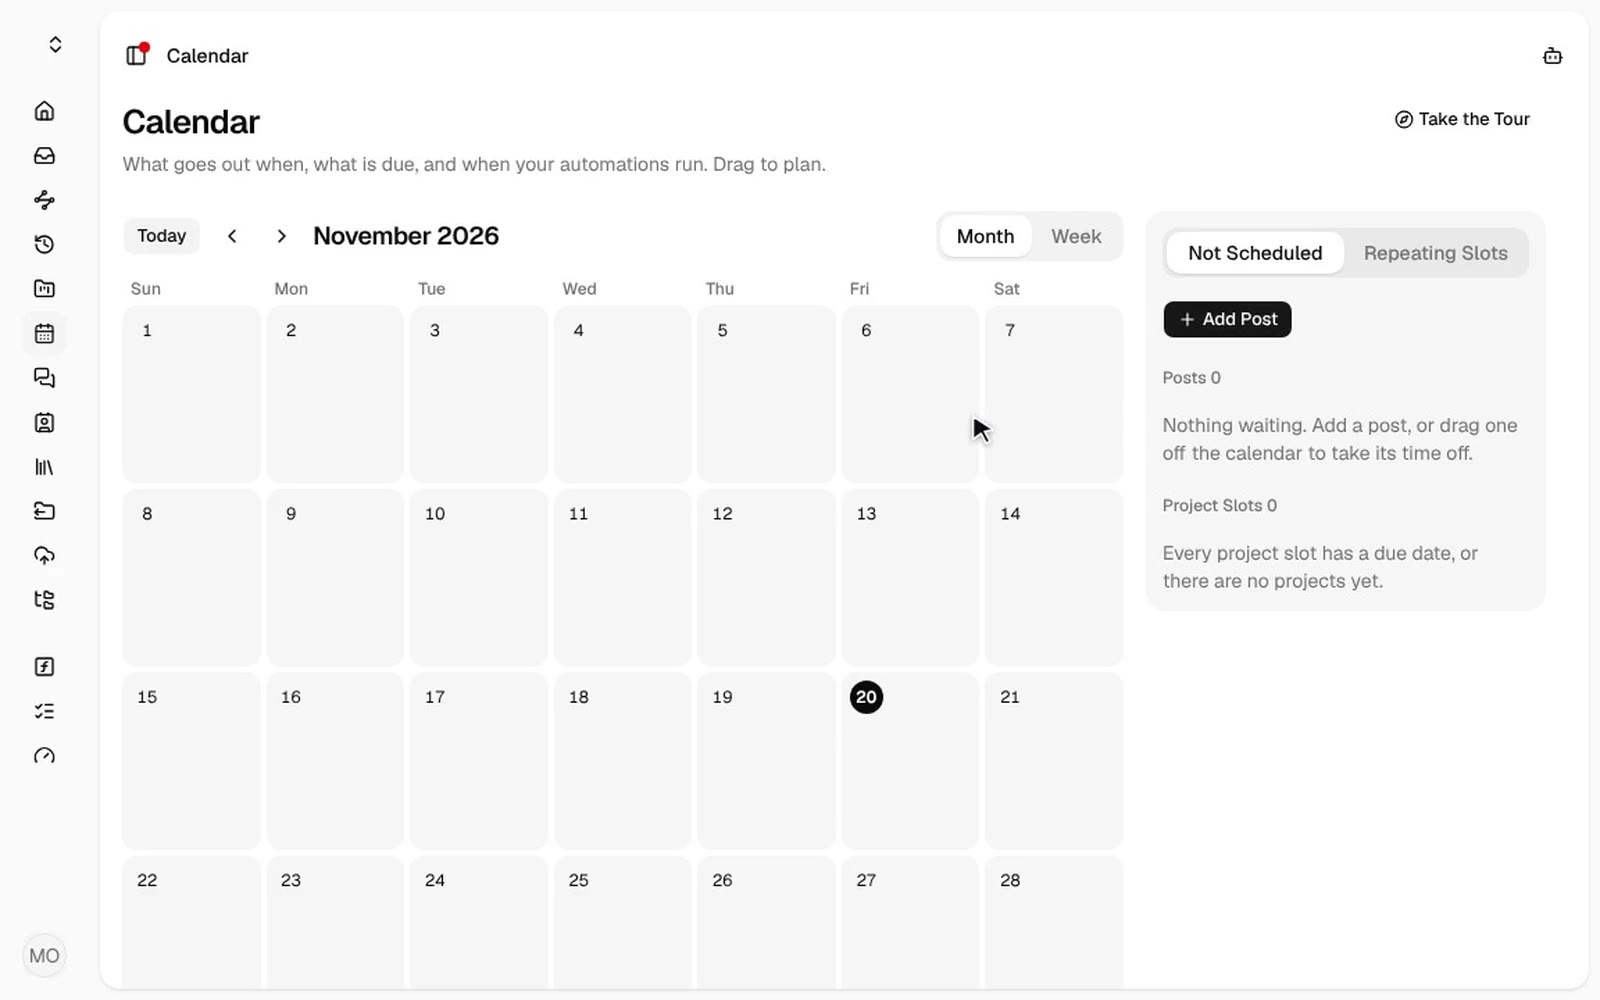 Calendar
Calendar
Take the Tour
What goes out when, what is due, and when your automations run. Drag to plan.
Today
November 2026
Month
Week
Not Scheduled
Repeating Slots
Sun Mon Tue Wed Thu Fri Sat
1 2 3 4 5 6 7
Add Post
Posts 0
Nothing waiting. Add a post, or drag one
off the calendar to take its time off.
Project Slots 0
Every project slot has a due date, or
there are no projects yet.
8 9 10 11 12 13 14
15 16 17 18 19 20 21
22 23 24 25 26 27 28
MO